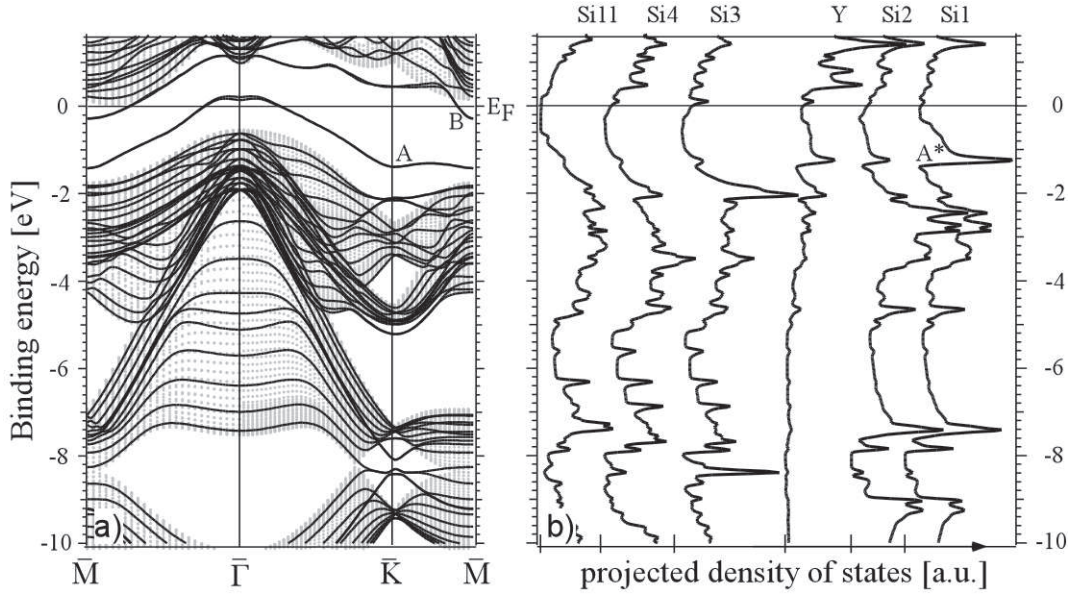 Si11 Si4 Si3 Y Si2 Si1
0 E_F 0
B
A A*
-2 -2
-4 -4
-6 -6
-8 -8
-10 -10
a) b)
M̄ Γ̄ K̄ M̄
Binding energy [eV]
projected density of states [a.u.]